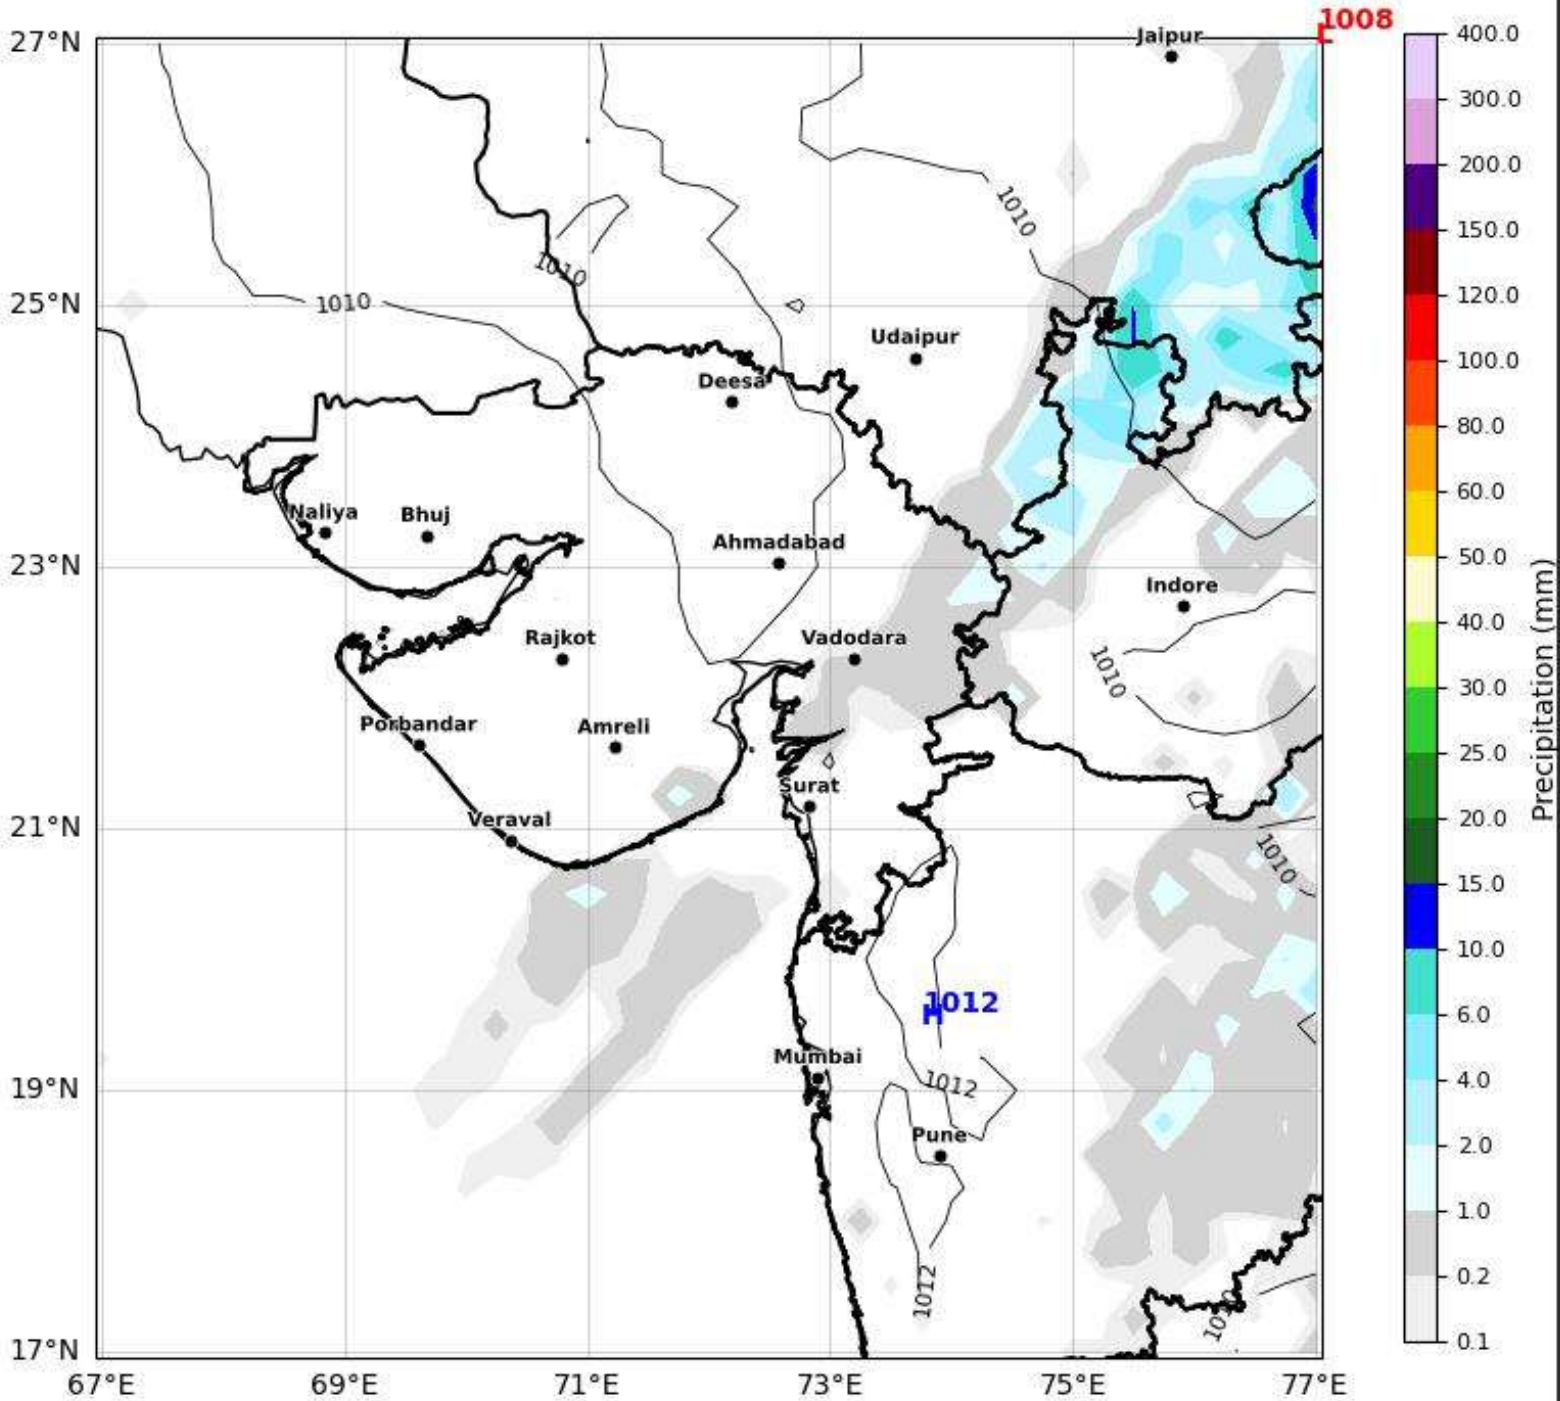 1008
L
27°N
Jaipur
400.0
300.0
200.0
1010
150.0
1010
25°N
1010
120.0
Udaipur
100.0
Deesa
80.0
60.0
Naliya
Bhuj
Ahmadabad
23°N
50.0
Indore
Precipitation (mm)
40.0
Rajkot
Vadodara
1010
30.0
Porbandar
Amreli
25.0
Surat
21°N
Veraval
20.0
1010
15.0
10.0
1012
H
6.0
Mumbai
19°N
1012
4.0
Pune
2.0
1.0
1012
0.2
1010
17°N
0.1
67°E
69°E
71°E
73°E
75°E
77°E